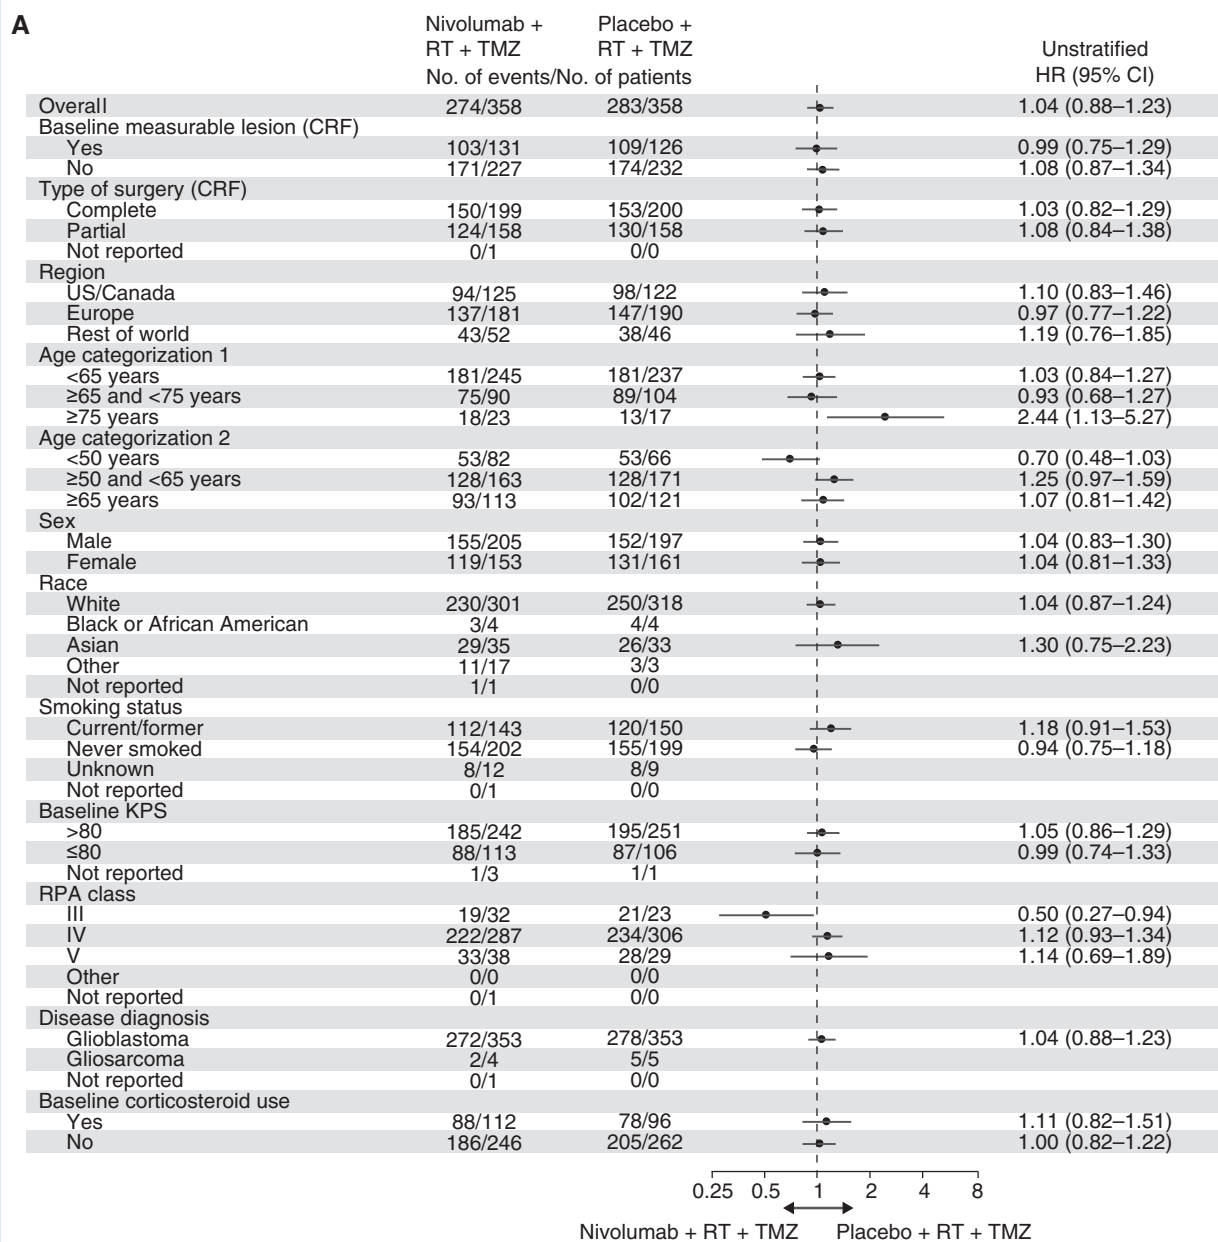 A
Nivolumab + Placebo +
RT + TMZ RT + TMZ Unstratified
No. of events/No. of patients HR (95% CI)
Overall 274/358 283/358 1.04 (0.88–1.23)
Baseline measurable lesion (CRF)
Yes 103/131 109/126 0.99 (0.75–1.29)
No 171/227 174/232 1.08 (0.87–1.34)
Type of surgery (CRF)
Complete 150/199 153/200 1.03 (0.82–1.29)
Partial 124/158 130/158 1.08 (0.84–1.38)
Not reported 0/1 0/0
Region
US/Canada 94/125 98/122 1.10 (0.83–1.46)
Europe 137/181 147/190 0.97 (0.77–1.22)
Rest of world 43/52 38/46 1.19 (0.76–1.85)
Age categorization 1
<65 years 181/245 181/237 1.03 (0.84–1.27)
≥65 and <75 years 75/90 89/104 0.93 (0.68–1.27)
≥75 years 18/23 13/17 2.44 (1.13–5.27)
Age categorization 2
<50 years 53/82 53/66 0.70 (0.48–1.03)
≥50 and <65 years 128/163 128/171 1.25 (0.97–1.59)
≥65 years 93/113 102/121 1.07 (0.81–1.42)
Sex
Male 155/205 152/197 1.04 (0.83–1.30)
Female 119/153 131/161 1.04 (0.81–1.33)
Race
White 230/301 250/318 1.04 (0.87–1.24)
Black or African American 3/4 4/4
Asian 29/35 26/33 1.30 (0.75–2.23)
Other 11/17 3/3
Not reported 1/1 0/0
Smoking status
Current/former 112/143 120/150 1.18 (0.91–1.53)
Never smoked 154/202 155/199 0.94 (0.75–1.18)
Unknown 8/12 8/9
Not reported 0/1 0/0
Baseline KPS
>80 185/242 195/251 1.05 (0.86–1.29)
≤80 88/113 87/106 0.99 (0.74–1.33)
Not reported 1/3 1/1
RPA class
III 19/32 21/23 0.50 (0.27–0.94)
IV 222/287 234/306 1.12 (0.93–1.34)
V 33/38 28/29 1.14 (0.69–1.89)
Other 0/0 0/0
Not reported 0/1 0/0
Disease diagnosis
Glioblastoma 272/353 278/353 1.04 (0.88–1.23)
Gliosarcoma 2/4 5/5
Not reported 0/1 0/0
Baseline corticosteroid use
Yes 88/112 78/96 1.11 (0.82–1.51)
No 186/246 205/262 1.00 (0.82–1.22)
0.25 0.5 1 2 4 8
Nivolumab + RT + TMZ Placebo + RT + TMZ